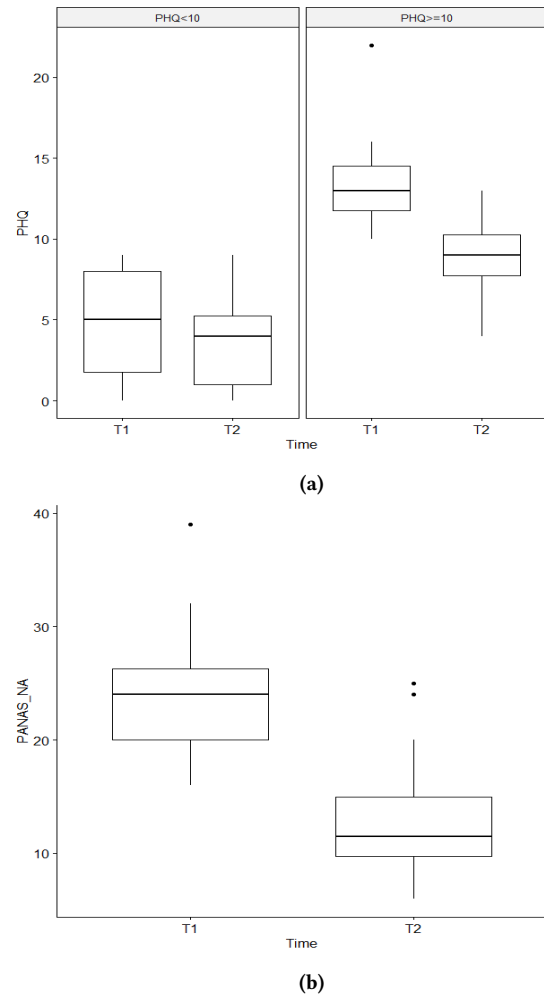 PHQ<10 PHQ>=10
20
15
10
5
0
PHQ
T1 T2 T1 T2
Time
(a)
40
30
20
10
PANAS_NA
T1 T2
Time
(b)